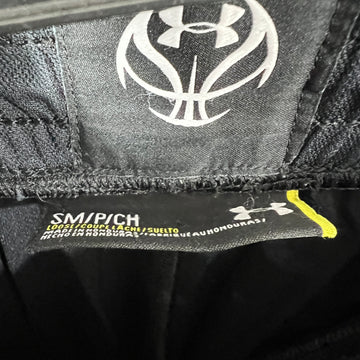 SM/P/CH
LOOSE/COUPE LÂCHE/SUELTO
MADE IN HONDURAS/FABRIQUÉ AU HONDURAS/
HECHO EN HONDURAS